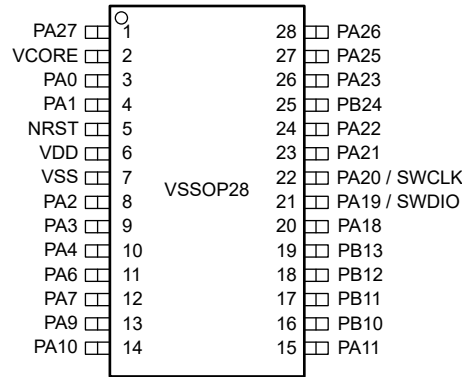 PA27 1 28 PA26
VCORE 2 27 PA25
PA0 3 26 PA23
PA1 4 25 PB24
NRST 5 24 PA22
VDD 6 23 PA21
VSS 7 22 PA20 / SWCLK
VSSOP28
PA2 8 21 PA19 / SWDIO
PA3 9 20 PA18
PA4 10 19 PB13
PA6 11 18 PB12
PA7 12 17 PB11
PA9 13 16 PB10
PA10 14 15 PA11